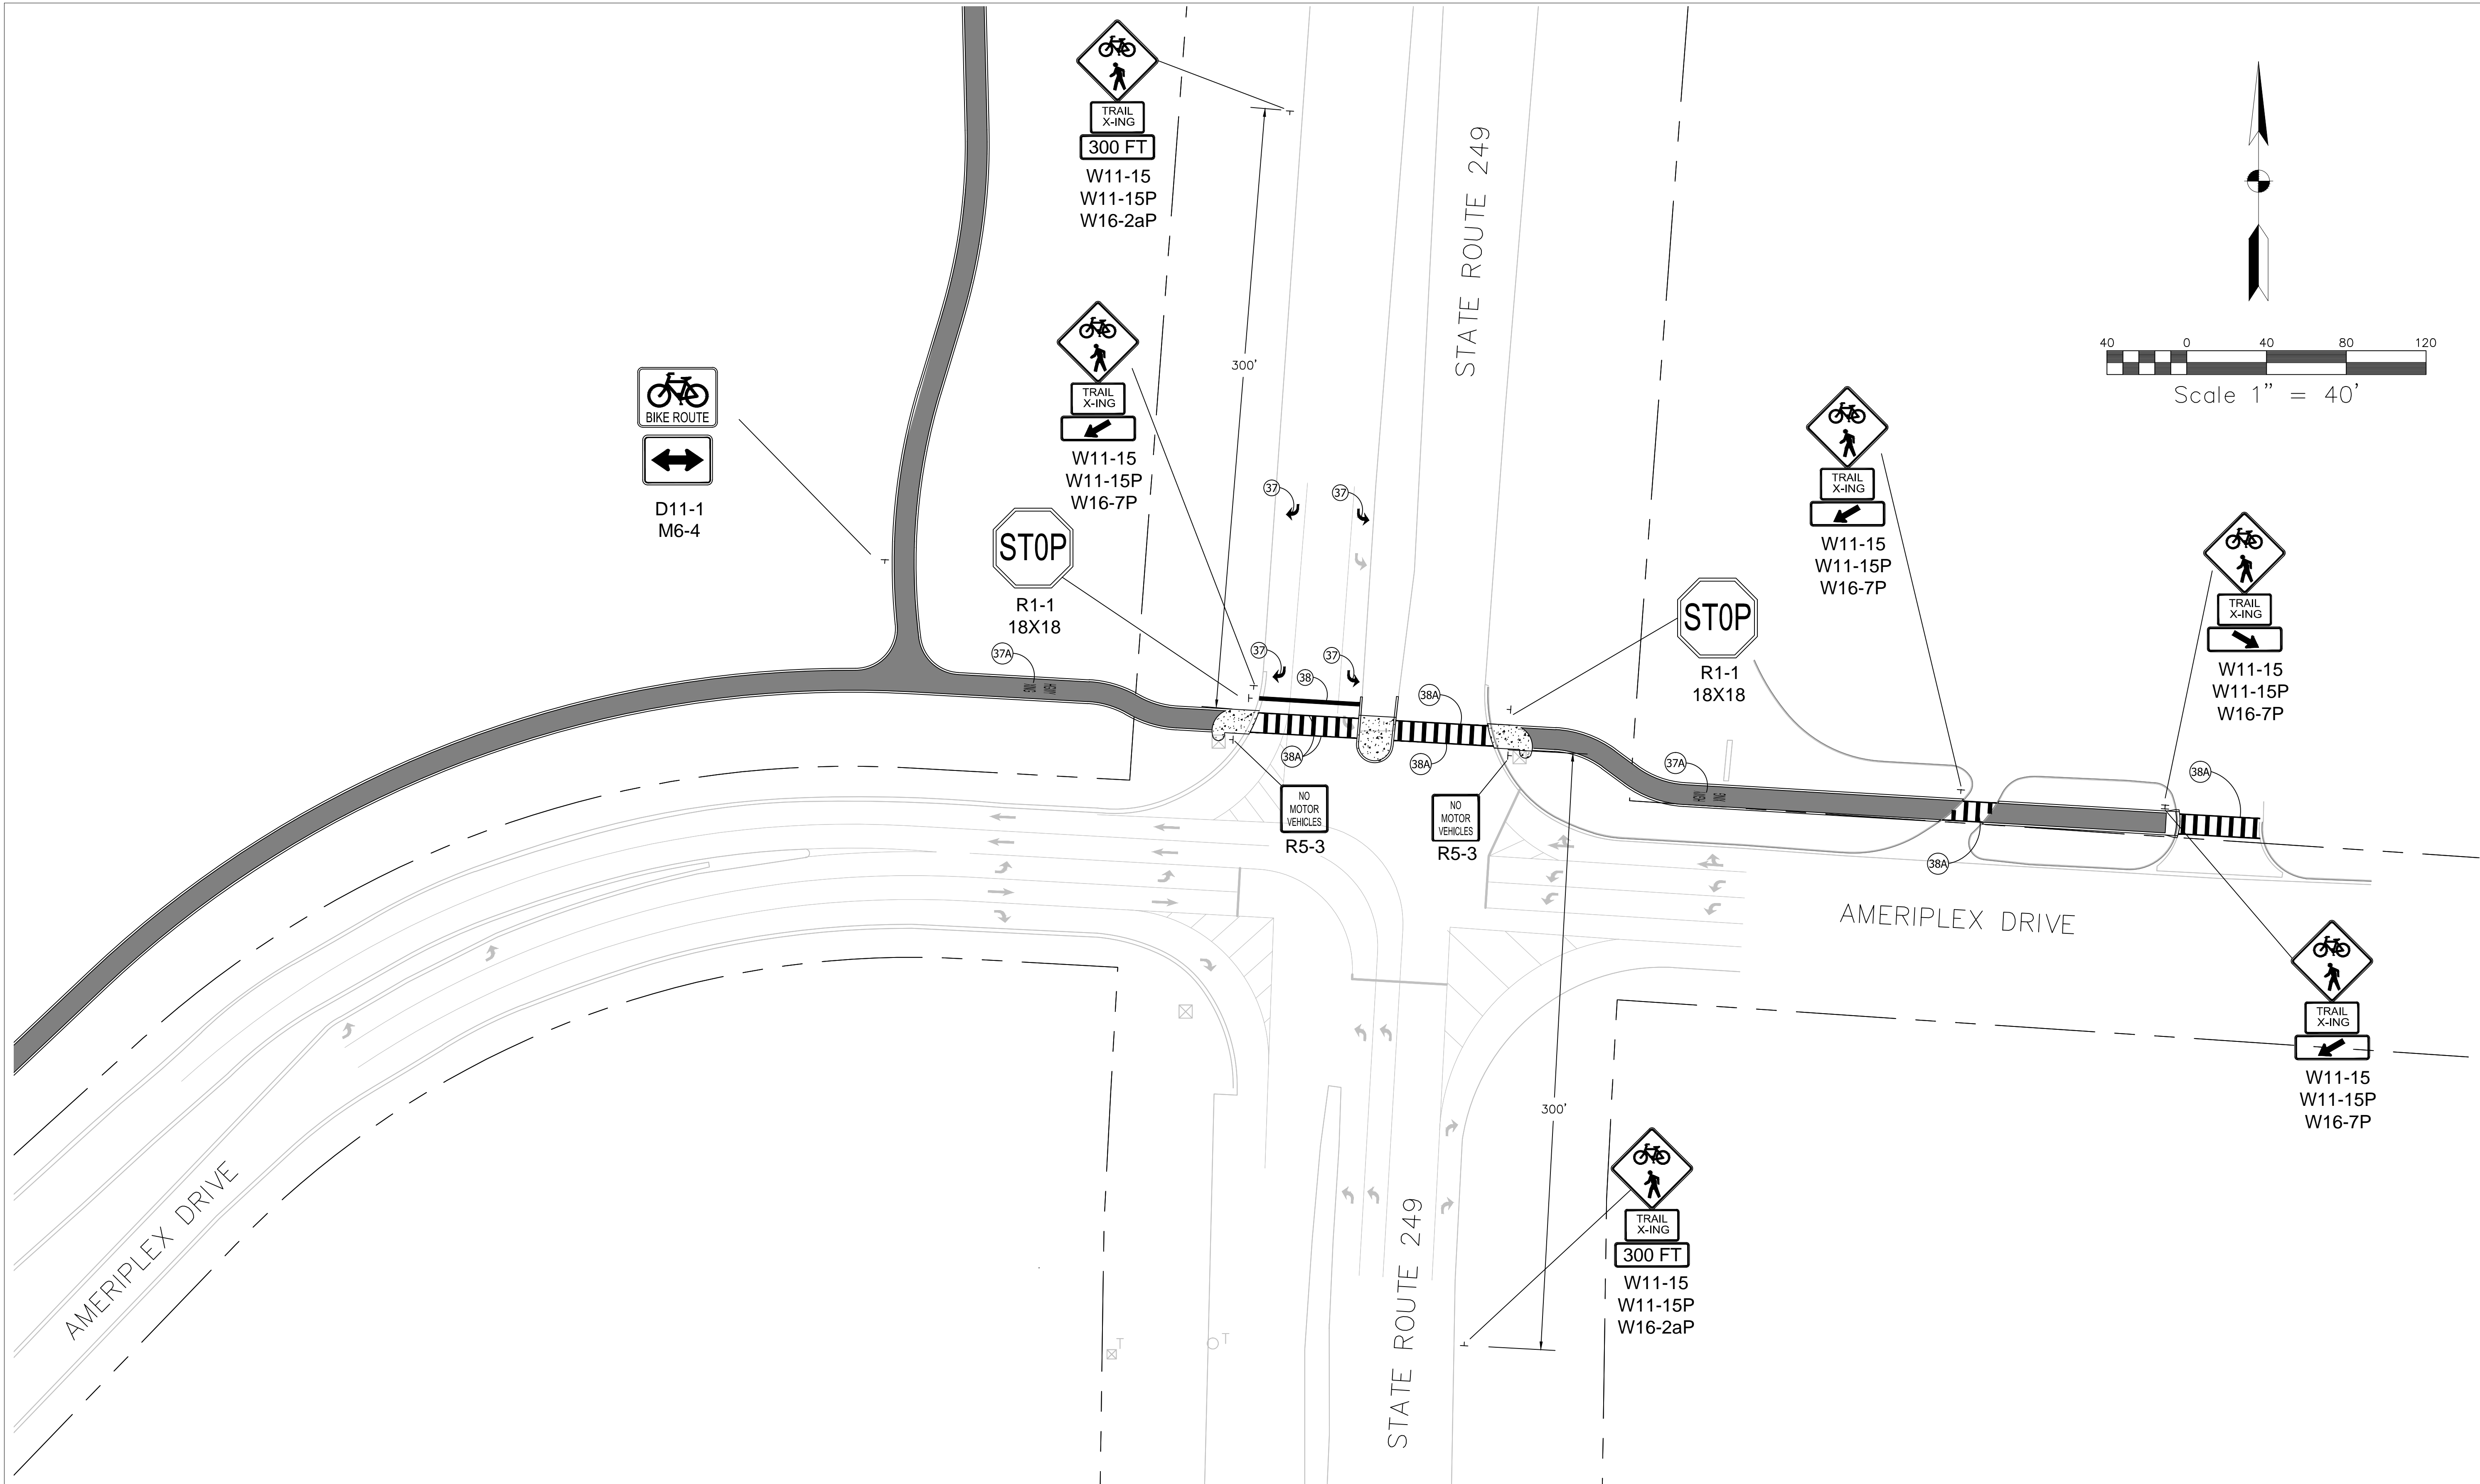 TRAIL
X-ING
300 FT
W11-15
W11-15P
W16-2aP
STATE ROUTE 249
300'
40 0 40 80 120
Scale 1" = 40'
TRAIL
X-ING
W11-15
W11-15P
W16-7P
BIKE ROUTE
D11-1
M6-4
STOP
R1-1
18X18
37
37
TRAIL
X-ING
W11-15
W11-15P
W16-7P
TRAIL
X-ING
W11-15
W11-15P
W16-7P
STOP
R1-1
18X18
37A
XING
HGWY
37
37
38
38A
38A
38A
37A
HGWY
XING
38A
38A
NO
MOTOR
VEHICLES
R5-3
NO
MOTOR
VEHICLES
R5-3
AMERIPLEX DRIVE
TRAIL
X-ING
W11-15
W11-15P
W16-7P
300'
TRAIL
X-ING
300 FT
W11-15
W11-15P
W16-2aP
AMERIPLEX DRIVE
STATE ROUTE 249
T
T